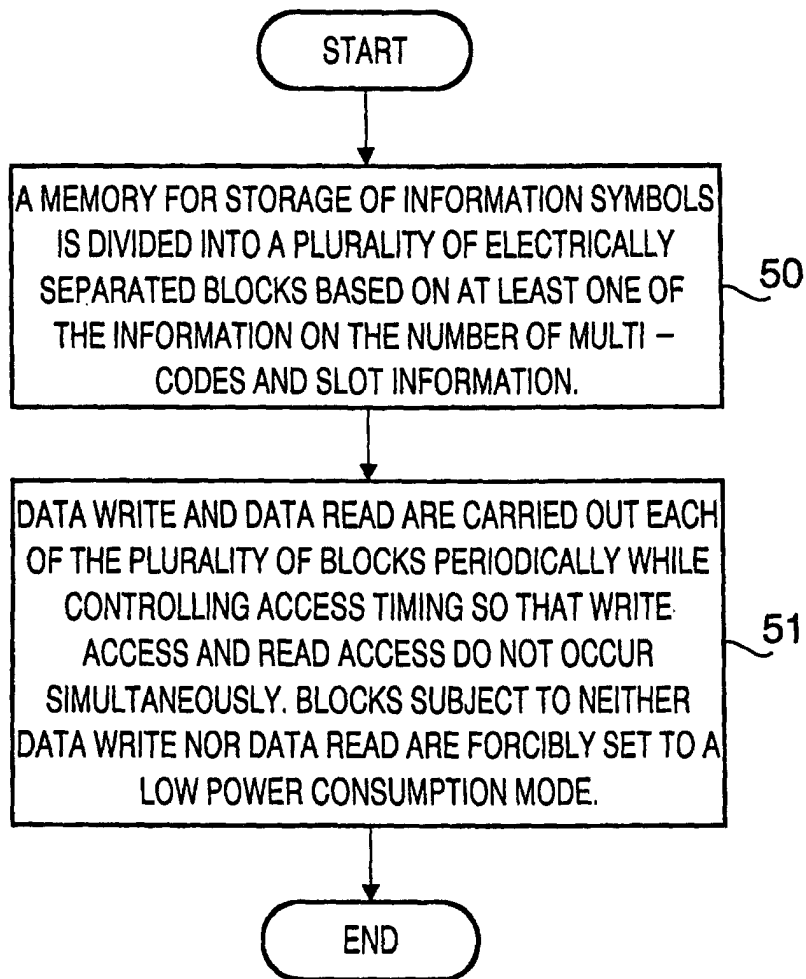 START
A MEMORY FOR STORAGE OF INFORMATION SYMBOLS
IS DIVIDED INTO A PLURALITY OF ELECTRICALLY
SEPARATED BLOCKS BASED ON AT LEAST ONE OF
THE INFORMATION ON THE NUMBER OF MULTI –
CODES AND SLOT INFORMATION.
50
DATA WRITE AND DATA READ ARE CARRIED OUT EACH
OF THE PLURALITY OF BLOCKS PERIODICALLY WHILE
CONTROLLING ACCESS TIMING SO THAT WRITE
ACCESS AND READ ACCESS DO NOT OCCUR
SIMULTANEOUSLY. BLOCKS SUBJECT TO NEITHER
DATA WRITE NOR DATA READ ARE FORCIBLY SET TO A
LOW POWER CONSUMPTION MODE.
51
END